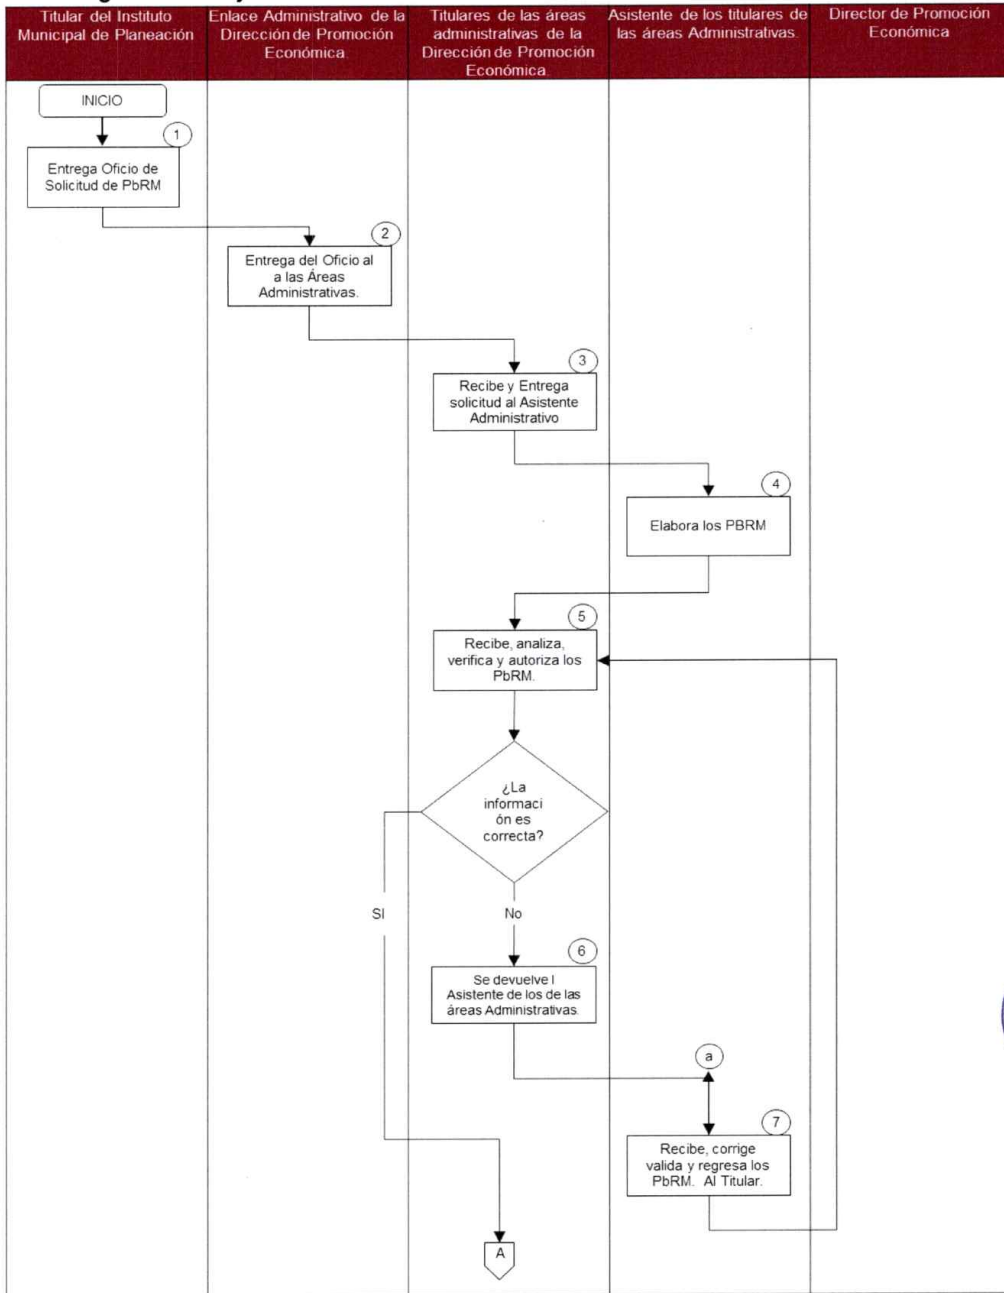 Titular del Instituto
Municipal de Planeación
Enlace Administrativo de la
Dirección de Promoción
Económica.
Titulares de las áreas
administrativas de la
Dirección de Promoción
Económica.
Asistente de los titulares de
las áreas Administrativas.
Director de Promoción
Económica
INICIO
1
Entrega Oficio de
Solicitud de PbRM
2
Entrega del Oficio al
a las Áreas
Administrativas.
3
Recibe y Entrega
solicitud al Asistente
Administrativo
4
Elabora los PBRM
5
Recibe, analiza,
verifica y autoriza los
PbRM.
¿La
informaci
ón es
correcta?
SI
No
6
Se devuelve l
Asistente de los de las
áreas Administrativas.
a
7
Recibe, corrige
valida y regresa los
PbRM. Al Titular.
A